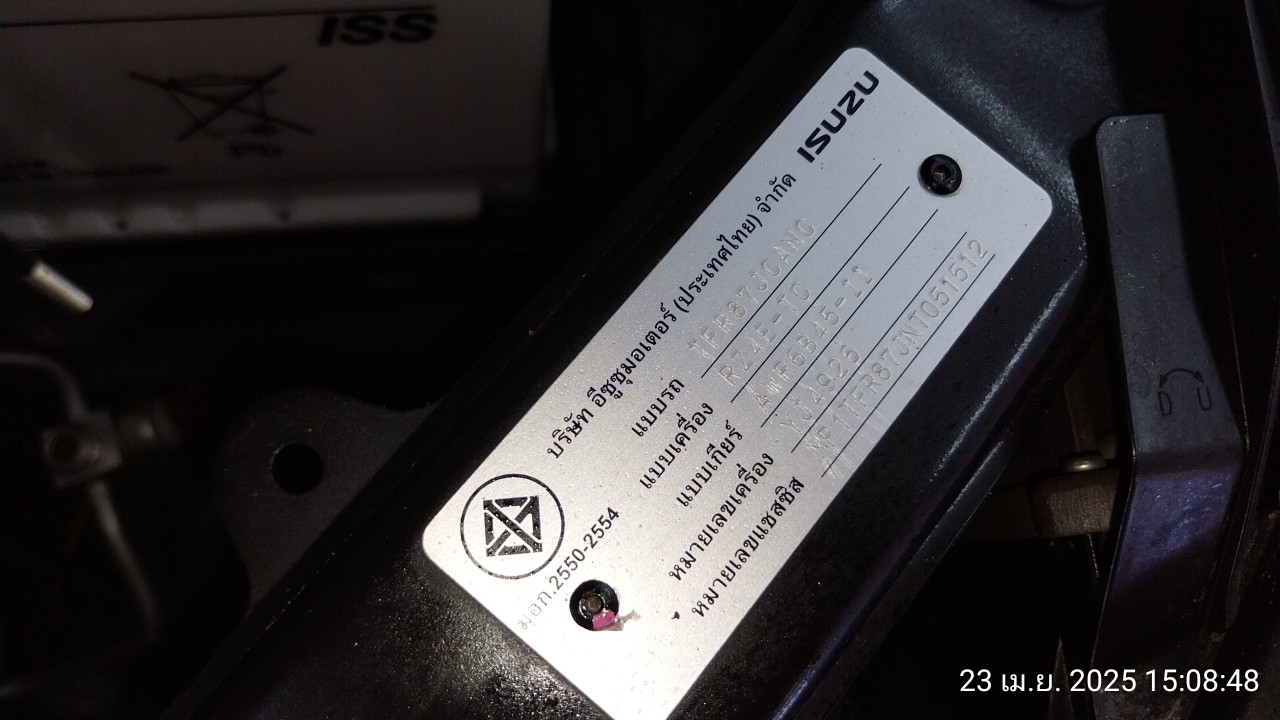 ISUZU
บริษัท อีซูซุมอเตอร์ (ประเทศไทย) จำกัด
แบบรถ TFR87JCANC
แบบเครื่อง RZ4E-TC
แบบเกียร์ AWR6B45-II
หมายเลขเครื่อง YJA926
หมายเลขแชสซิส MP1TFR87JNT051512
มอก.2550-2554
D U
23 เม.ย. 2025 15:08:48